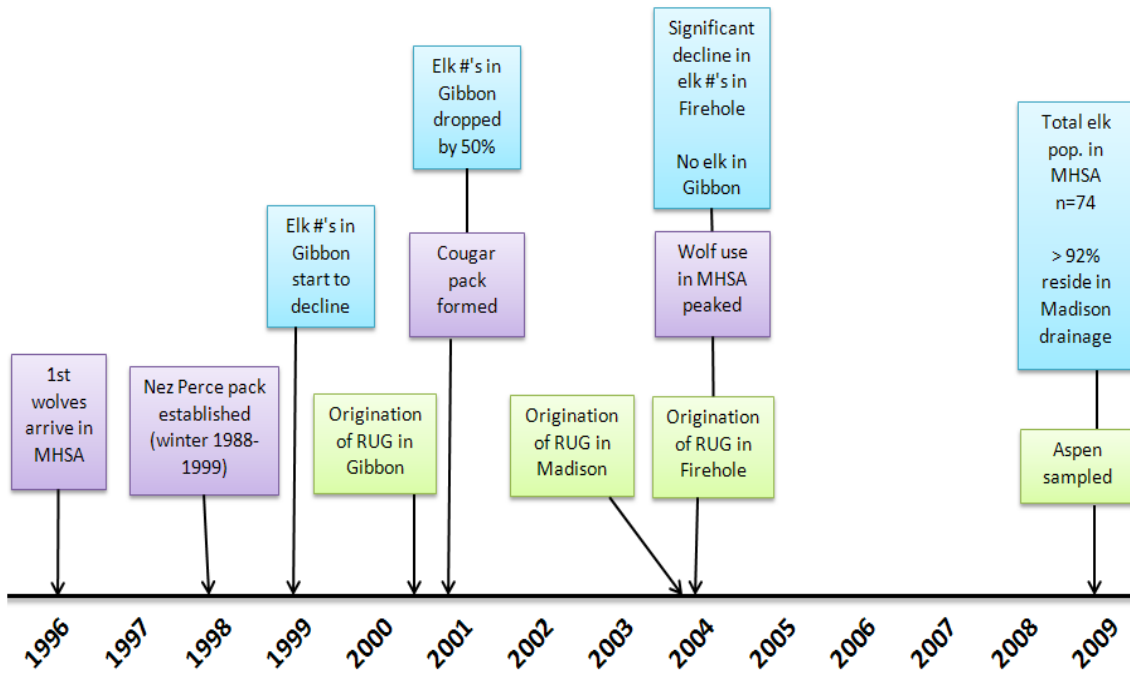 1st
wolves
arrive in
MHSA
Nez Perce pack
established
(winter 1988-
1999)
Elk #'s in
Gibbon
start to
decline
Origination
of RUG in
Gibbon
Elk #'s in
Gibbon
dropped
by 50%
Cougar
pack
formed
Origination
of RUG in
Madison
Significant
decline in
elk #'s in
Firehole
No elk in
Gibbon
Wolf use
in MHSA
peaked
Origination
of RUG in
Firehole
Total elk
pop. in
MHSA
n=74
> 92%
reside in
Madison
drainage
Aspen
sampled
1996
1997
1998
1999
2000
2001
2002
2003
2004
2005
2006
2007
2008
2009